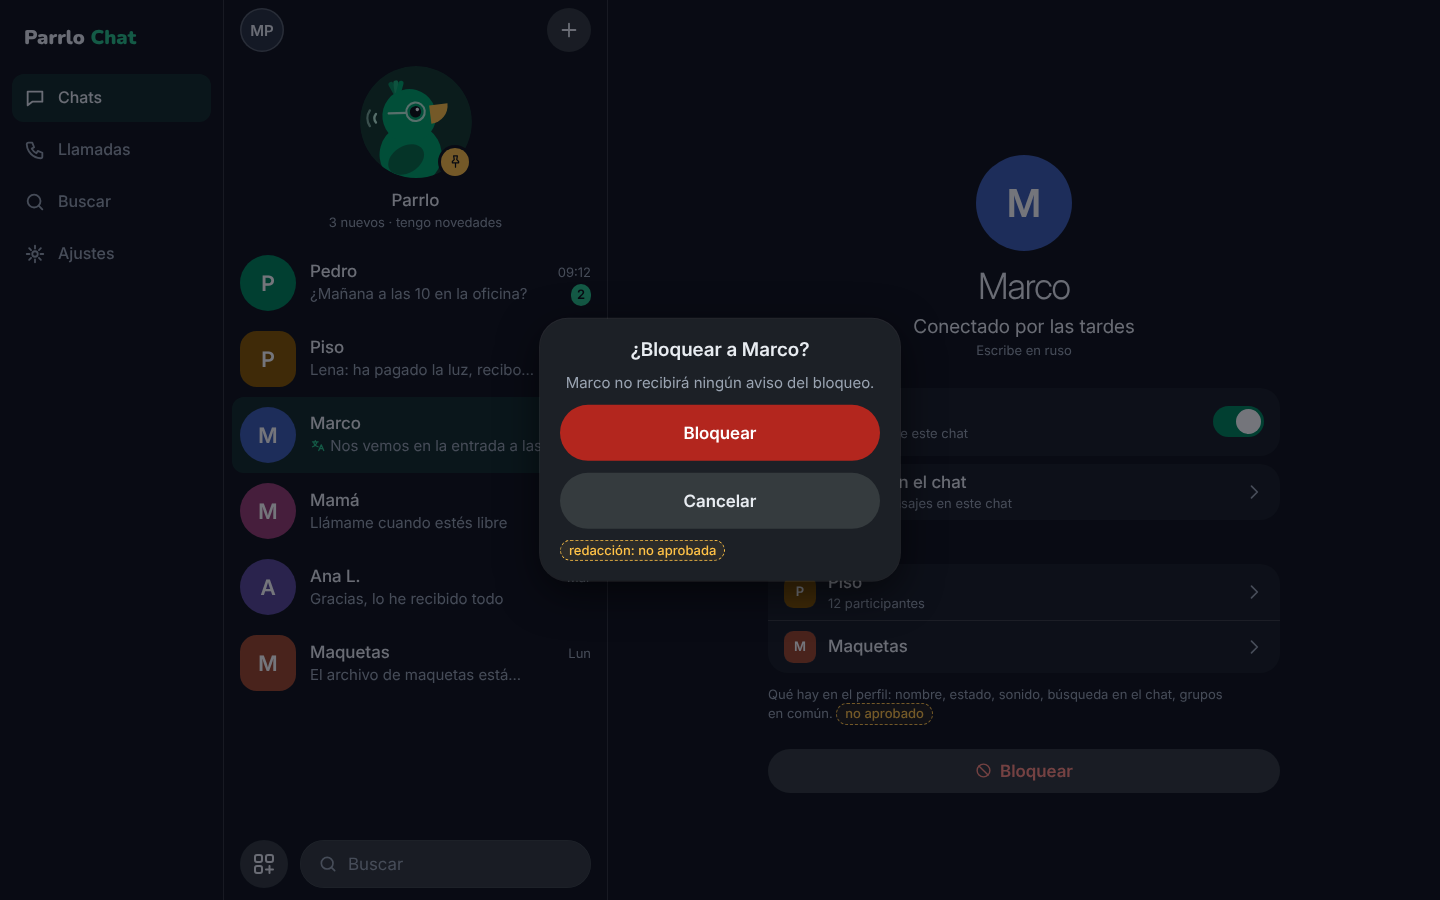 Parrlo Chat
Chats
Llamadas
Buscar
Ajustes
MP
Parrlo
3 nuevos · tengo novedades
P
Pedro
09:12
¿Mañana a las 10 en la oficina?
2
P
Piso
Lena: ha pagado la luz, recibo...
M
Marco
Nos vemos en la entrada a las
M
Mamá
Llámame cuando estés libre
A
Ana L.
Gracias, lo he recibido todo
M
Maquetas
Lun
El archivo de maquetas está...
Buscar
¿Bloquear a Marco?
Marco no recibirá ningún aviso del bloqueo.
Bloquear
Cancelar
redacción: no aprobada
M
Marco
Conectado por las tardes
Escribe en ruso
e este chat
n el chat
sajes en este chat
P
Piso
12 participantes
M
Maquetas
Qué hay en el perfil: nombre, estado, sonido, búsqueda en el chat, grupos
en común. no aprobado
Bloquear